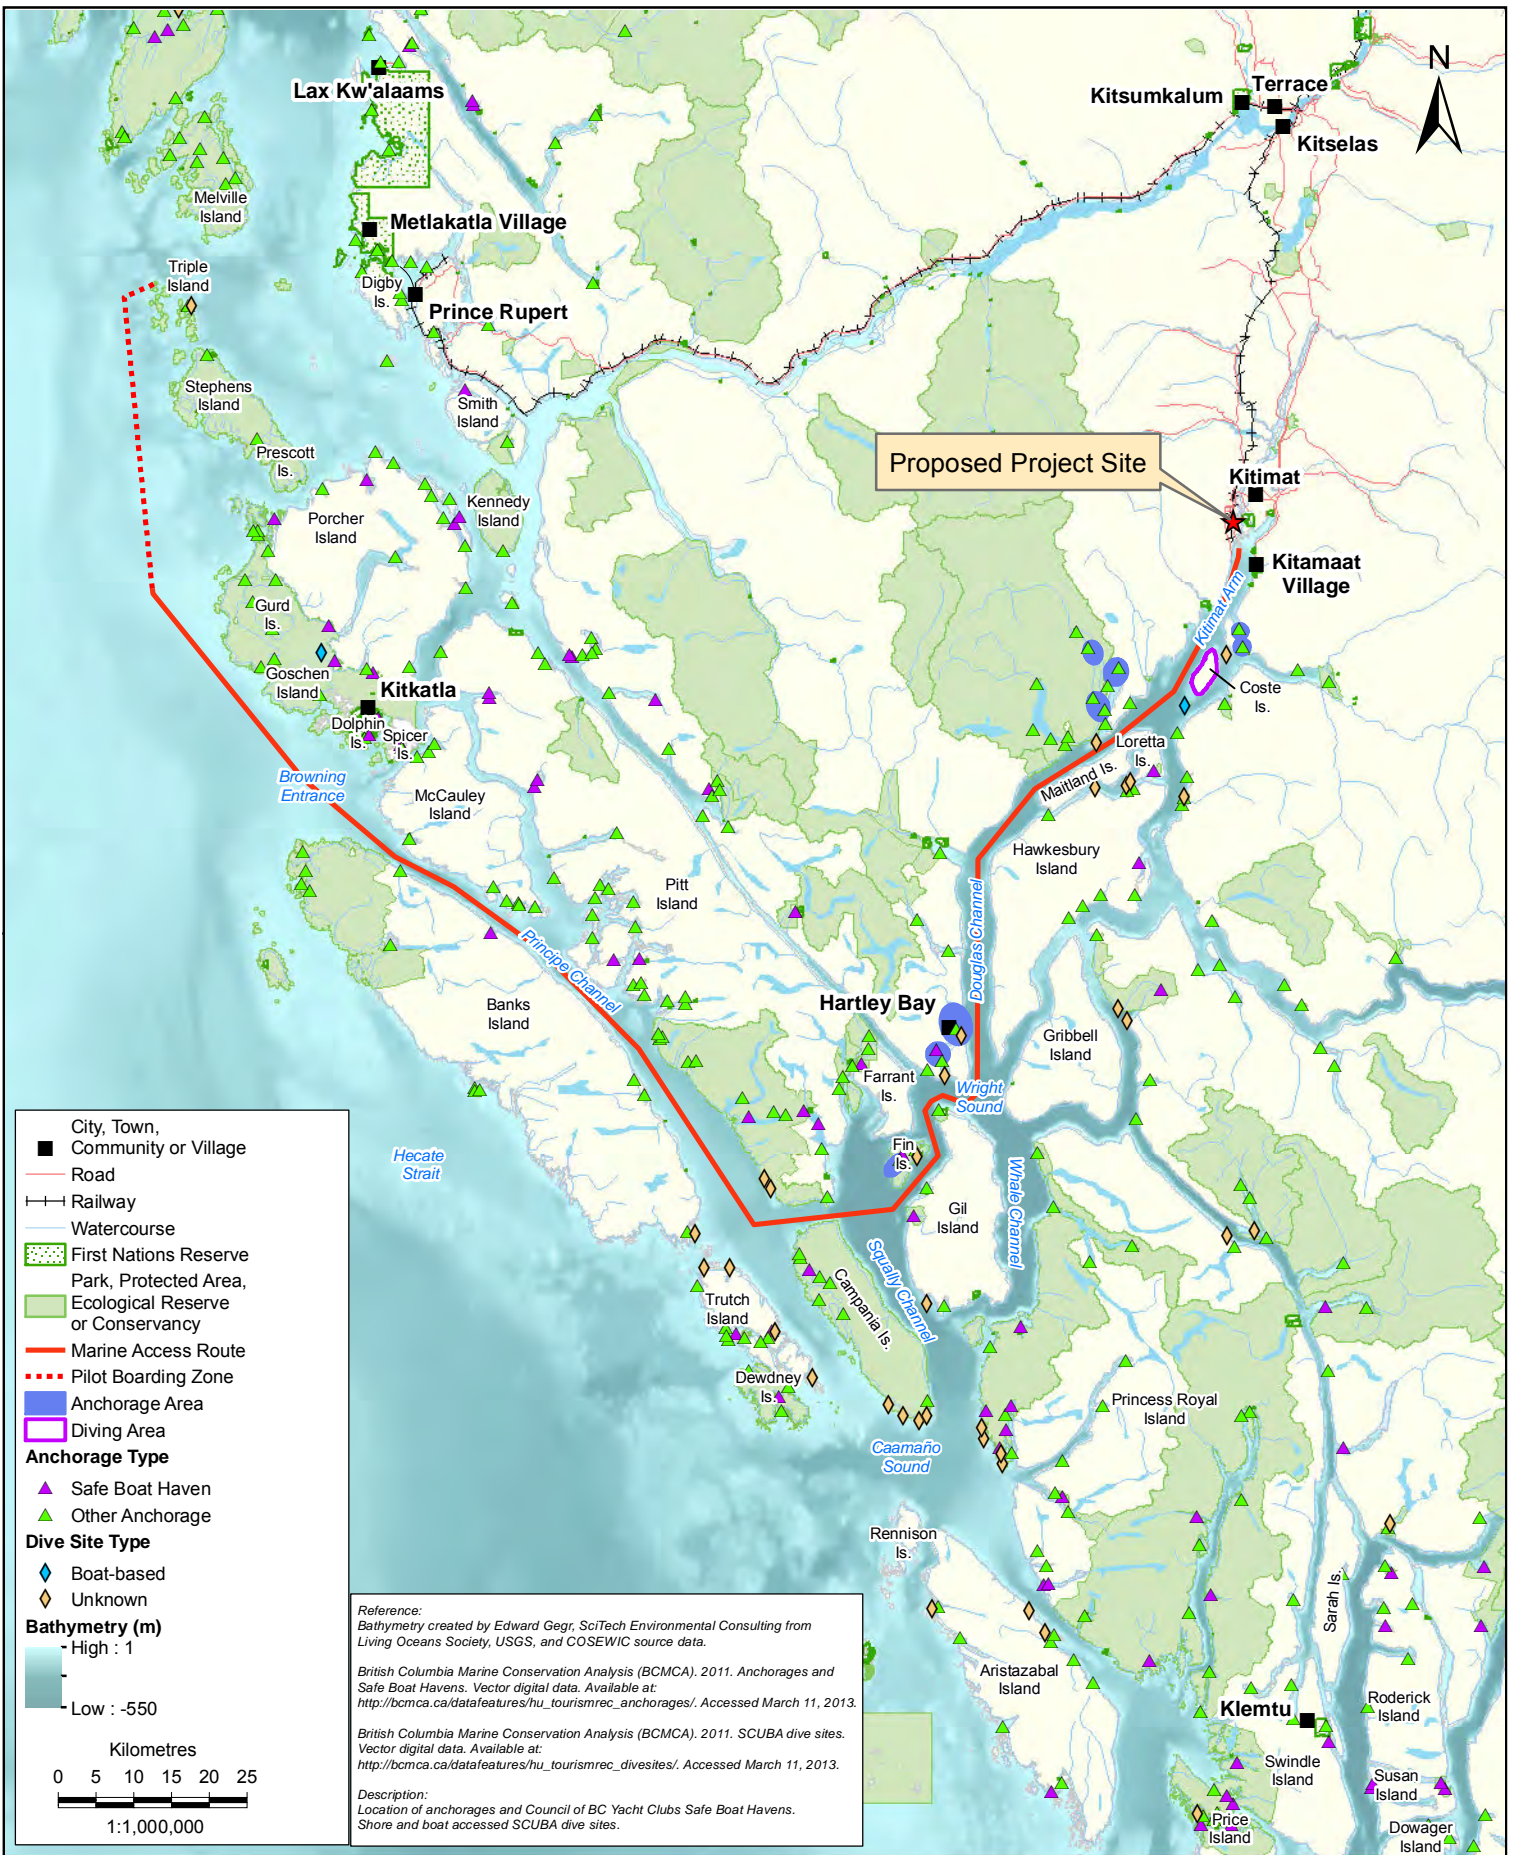 N
Lax Kw'alaams
Kitsumkalum
Terrace
Kitselas
Melville
Island
Metlakatla Village
Triple
Island
Digby
Is.
Prince Rupert
Stephens
Island
Smith
Island
Prescott
Is.
Proposed Project Site
Kitimat
Kennedy
Island
Porcher
Island
Kitamaat
Village
Kitimat Arm
Gurd
Is.
Goschen
Island
Kitkatla
Dolphin
Is.
Spicer
Is.
Coste
Is.
Loretta
Is.
Maitland Is.
Browning
Entrance
McCauley
Island
Hawkesbury
Island
Pitt
Island
Douglas Channel
Principe Channel
Banks
Island
Hartley Bay
Gribbell
Island
Farrant
Is.
Wright
Sound
Fin
Is.
Hecate
Strait
Whale Channel
Gil
Island
Squally Channel
Campania Is.
Trutch
Island
Dewdney
Is.
Princess Royal
Island
Caamaño
Sound
Rennison
Is.
Sarah Is.
Aristazabal
Island
Klemtu
Roderick
Island
Swindle
Island
Susan
Island
Price
Island
Dowager
Island
City, Town,
Community or Village
Road
Railway
Watercourse
First Nations Reserve
Park, Protected Area,
Ecological Reserve
or Conservancy
Marine Access Route
Pilot Boarding Zone
Anchorage Area
Diving Area
Anchorage Type
Safe Boat Haven
Other Anchorage
Dive Site Type
Boat-based
Unknown
Bathymetry (m)
High : 1
Low : -550
Kilometres
0 5 10 15 20 25
1:1,000,000
Reference:
Bathymetry created by Edward Gegr, SciTech Environmental Consulting from
Living Oceans Society, USGS, and COSEWIC source data.
British Columbia Marine Conservation Analysis (BCMCA). 2011. Anchorages and
Safe Boat Havens. Vector digital data. Available at:
http://bcmca.ca/datafeatures/hu_tourismrec_anchorages/. Accessed March 11, 2013.
British Columbia Marine Conservation Analysis (BCMCA). 2011. SCUBA dive sites.
Vector digital data. Available at:
http://bcmca.ca/datafeatures/hu_tourismrec_divesites/. Accessed March 11, 2013.
Description:
Location of anchorages and Council of BC Yacht Clubs Safe Boat Havens.
Shore and boat accessed SCUBA dive sites.